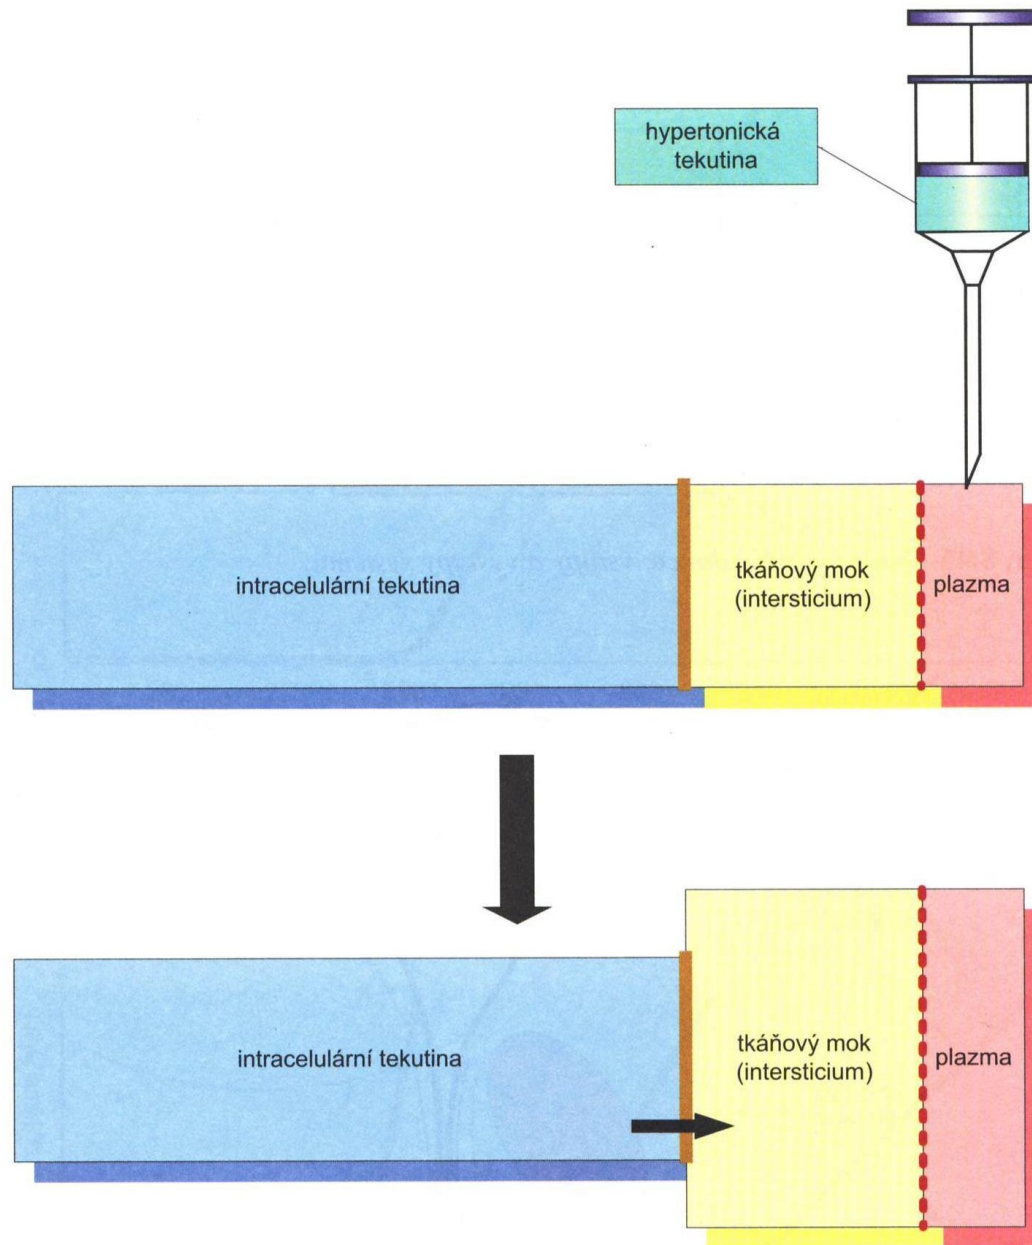 hypertonická
tekutina
intracelulární tekutina
tkáňový mok
(intersticium)
plazma
intracelulární tekutina
tkáňový mok
(intersticium)
plazma